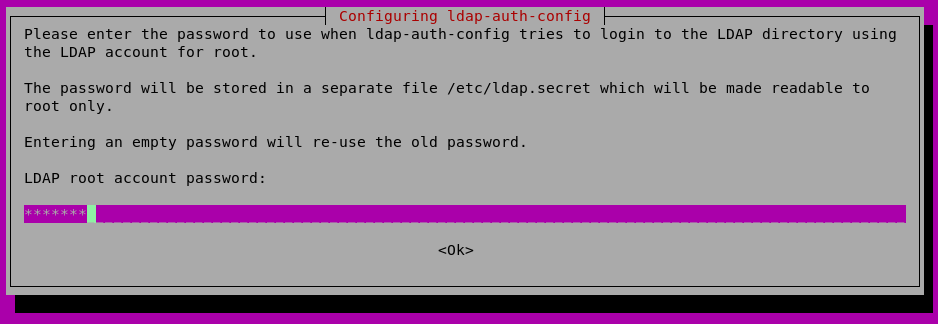 Configuring ldap-auth-config
Please enter the password to use when ldap-auth-config tries to login to the LDAP directory using
the LDAP account for root.
The password will be stored in a separate file /etc/ldap.secret which will be made readable to
root only.
Entering an empty password will re-use the old password.
LDAP root account password:
*******
<Ok>